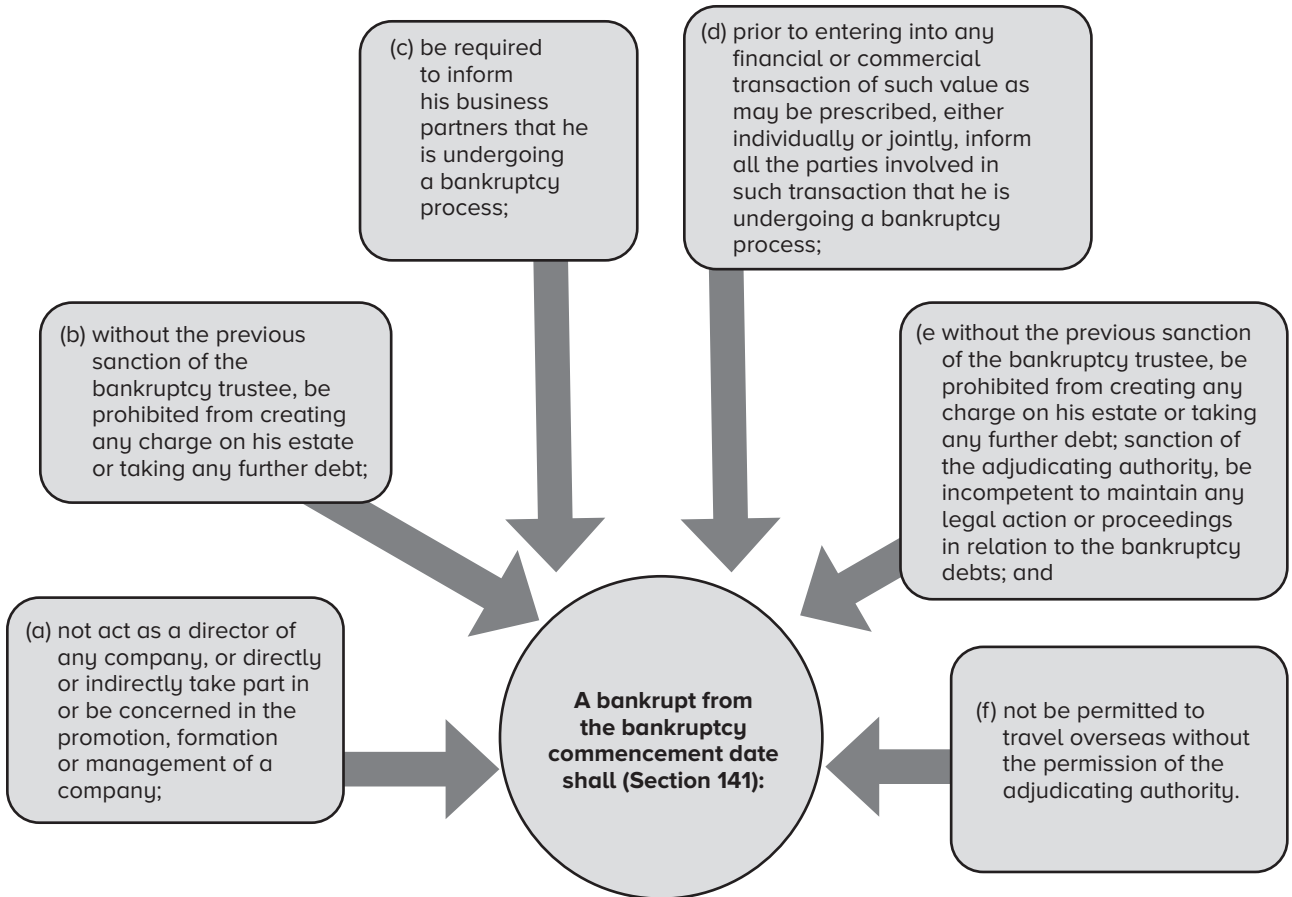 (c) be required
to inform
his business
partners that he
is undergoing
a bankruptcy
process;
(d) prior to entering into any
financial or commercial
transaction of such value as
may be prescribed, either
individually or jointly, inform
all the parties involved in
such transaction that he is
undergoing a bankruptcy
process;
(b) without the previous
sanction of the
bankruptcy trustee, be
prohibited from creating
any charge on his estate
or taking any further debt;
(e without the previous sanction
of the bankruptcy trustee, be
prohibited from creating any
charge on his estate or taking
any further debt; sanction of
the adjudicating authority, be
incompetent to maintain any
legal action or proceedings
in relation to the bankruptcy
debts; and
(a) not act as a director of
any company, or directly
or indirectly take part in
or be concerned in the
promotion, formation
or management of a
company;
A bankrupt from
the bankruptcy
commencement date
shall (Section 141):
(f) not be permitted to
travel overseas without
the permission of the
adjudicating authority.